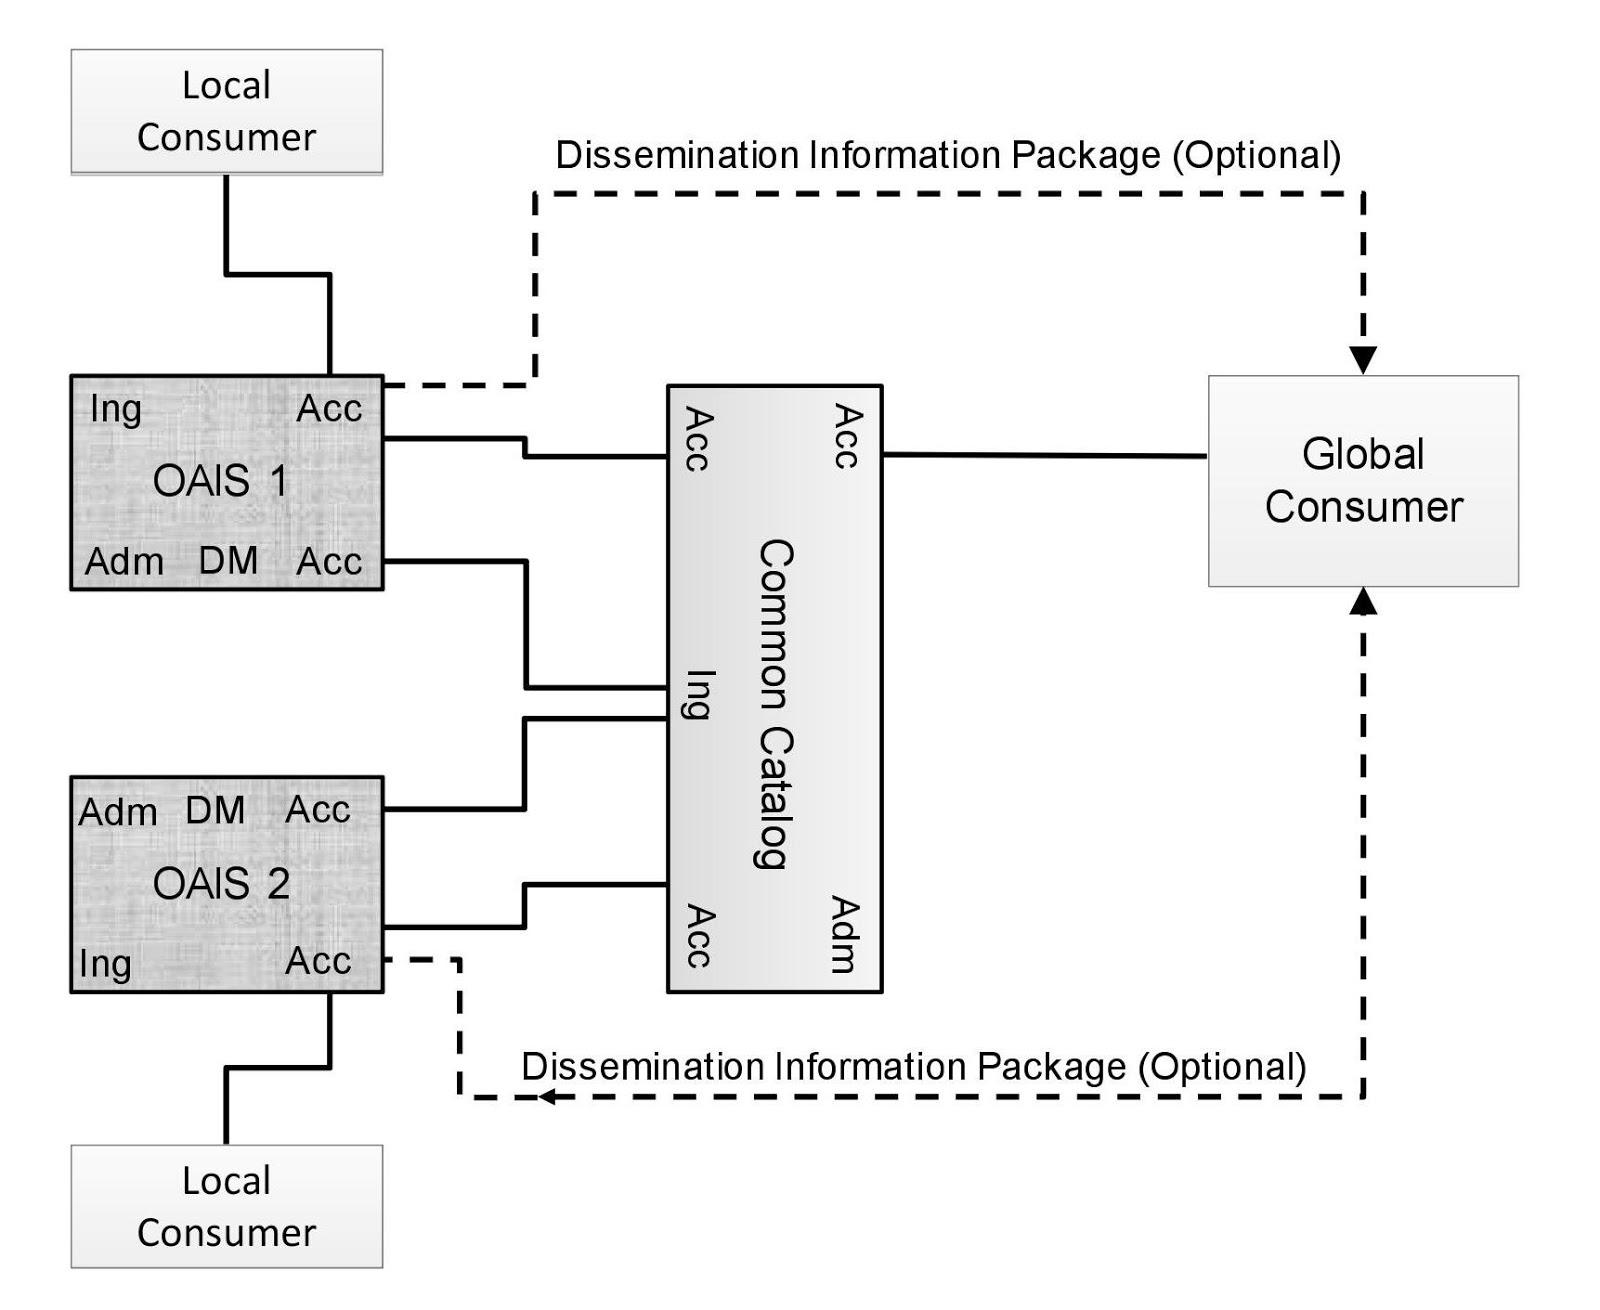 Local
Consumer
Dissemination Information Package (Optional)
Ing Acc
OAIS 1
Adm DM Acc
Acc
Acc
Common Catalog
Ing
Acc
Adm
Global
Consumer
Adm DM Acc
OAIS 2
Ing Acc
Dissemination Information Package (Optional)
Local
Consumer